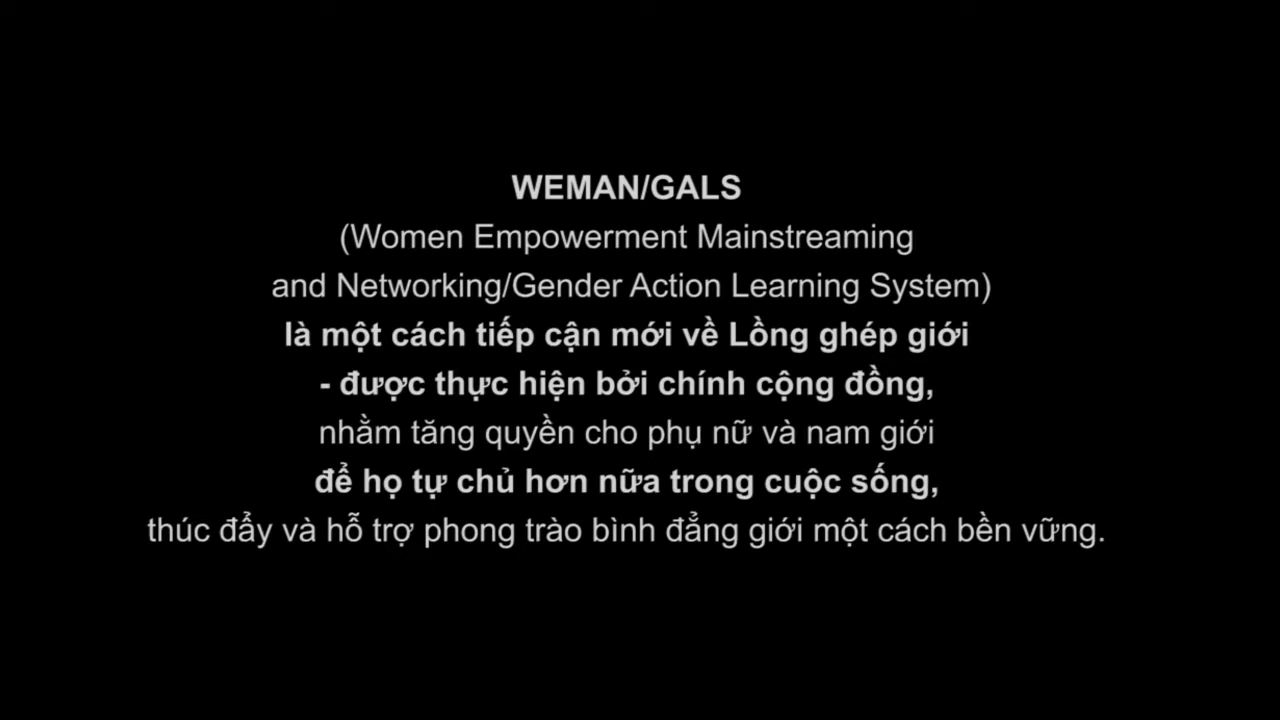 WEMAN/GALS
(Women Empowerment Mainstreaming
and Networking/Gender Action Learning System)
là một cách tiếp cận mới về Lồng ghép giới
- được thực hiện bởi chính cộng đồng,
nhằm tăng quyền cho phụ nữ và nam giới
để họ tự chủ hơn nữa trong cuộc sống,
thúc đẩy và hỗ trợ phong trào bình đẳng giới một cách bền vững.